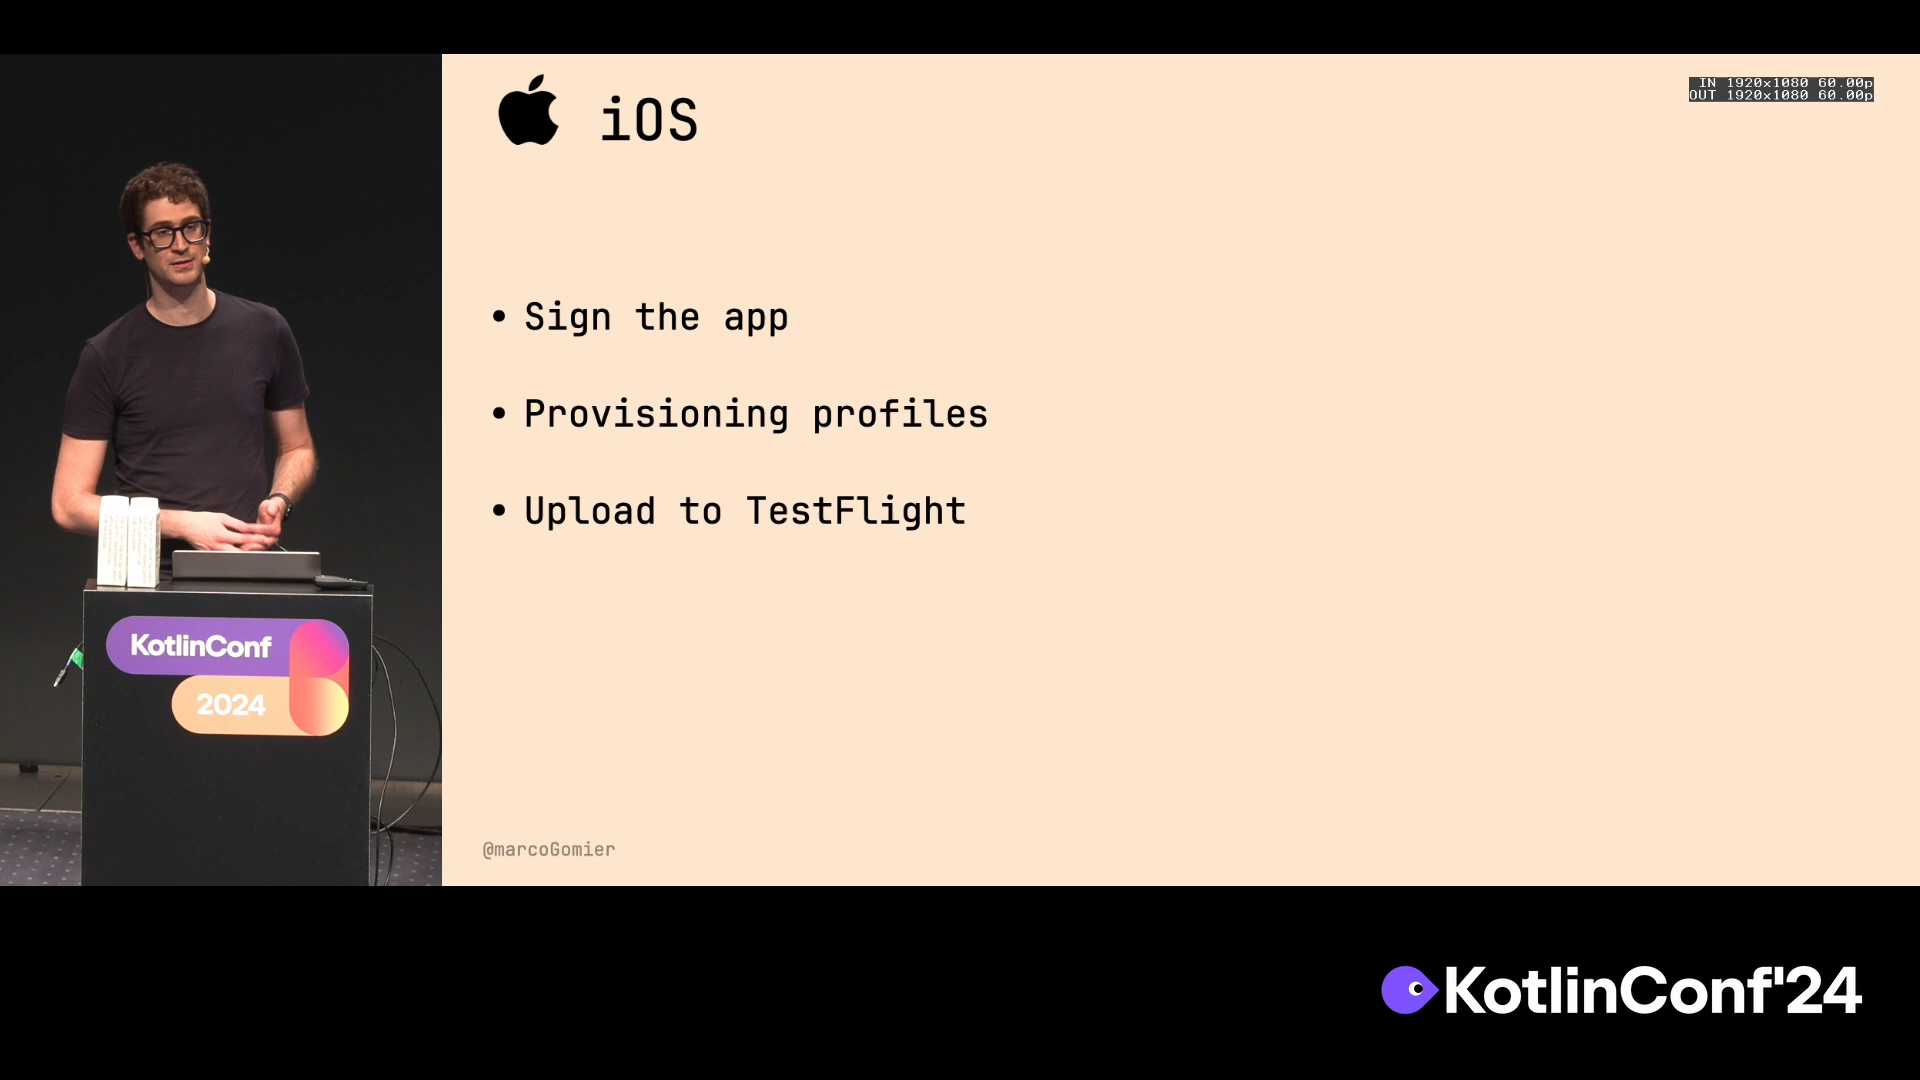 iOS
IN 1920x1080 60.00p
OUT 1920x1080 60.00p
• Sign the app
• Provisioning profiles
• Upload to TestFlight
@marcoGomier
KotlinConf
2024
KotlinConf'24